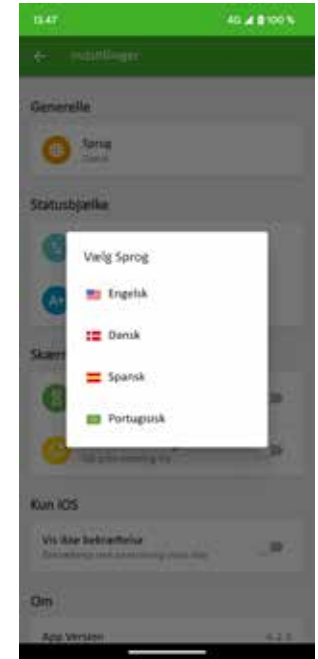 13.47
4G 100 %
Indstillinger
Generelle
Sprog
Dansk
Statusbjælke
A+
Vælg Sprog
Engelsk
Dansk
Spansk
Portugisisk
Kun iOS
Vis ikke bekræftelse
Om
App Version